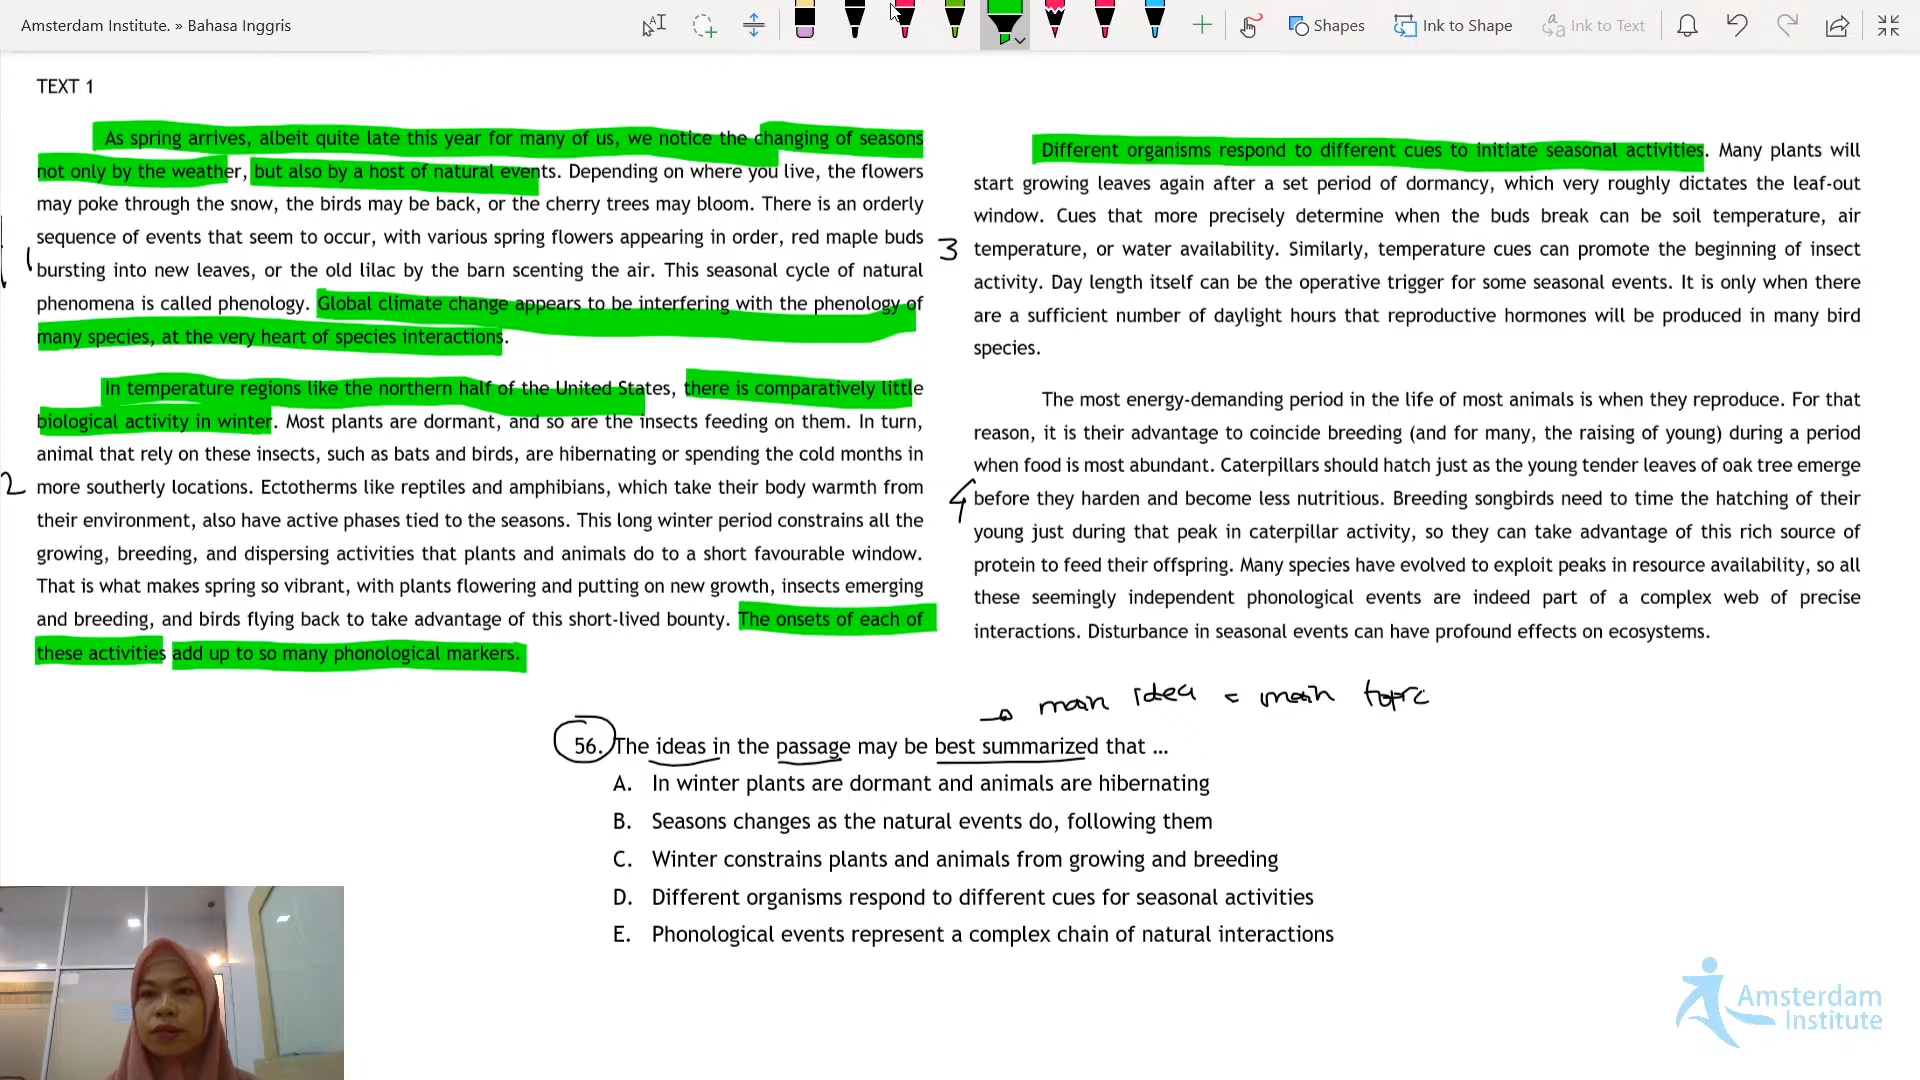 Amsterdam Institute. » Bahasa Inggris
Shapes
Ink to Shape
Ink to Text
TEXT 1
As spring arrives, albeit quite late this year for many of us, we notice the changing of seasons
not only by the weather, but also by a host of natural events. Depending on where you live, the flowers
may poke through the snow, the birds may be back, or the cherry trees may bloom. There is an orderly
sequence of events that seem to occur, with various spring flowers appearing in order, red maple buds
bursting into new leaves, or the old lilac by the barn scenting the air. This seasonal cycle of natural
phenomena is called phenology. Global climate change appears to be interfering with the phenology of
many species, at the very heart of species interactions.
2
In temperature regions like the northern half of the United States, there is comparatively little
biological activity in winter. Most plants are dormant, and so are the insects feeding on them. In turn,
animal that rely on these insects, such as bats and birds, are hibernating or spending the cold months in
more southerly locations. Ectotherms like reptiles and amphibians, which take their body warmth from
their environment, also have active phases tied to the seasons. This long winter period constrains all the
growing, breeding, and dispersing activities that plants and animals do to a short favourable window.
That is what makes spring so vibrant, with plants flowering and putting on new growth, insects emerging
and breeding, and birds flying back to take advantage of this short-lived bounty. The onsets of each of
these activities add up to so many phonological markers.
3
Different organisms respond to different cues to initiate seasonal activities. Many plants will
start growing leaves again after a set period of dormancy, which very roughly dictates the leaf-out
window. Cues that more precisely determine when the buds break can be soil temperature, air
temperature, or water availability. Similarly, temperature cues can promote the beginning of insect
activity. Day length itself can be the operative trigger for some seasonal events. It is only when there
are a sufficient number of daylight hours that reproductive hormones will be produced in many bird
species.
4
The most energy-demanding period in the life of most animals is when they reproduce. For that
reason, it is their advantage to coincide breeding (and for many, the raising of young) during a period
when food is most abundant. Caterpillars should hatch just as the young tender leaves of oak tree emerge
before they harden and become less nutritious. Breeding songbirds need to time the hatching of their
young just during that peak in caterpillar activity, so they can take advantage of this rich source of
protein to feed their offspring. Many species have evolved to exploit peaks in resource availability, so all
these seemingly independent phonological events are indeed part of a complex web of precise
interactions. Disturbance in seasonal events can have profound effects on ecosystems.
main idea = main topic
56. The ideas in the passage may be best summarized that …
A. In winter plants are dormant and animals are hibernating
B. Seasons changes as the natural events do, following them
C. Winter constrains plants and animals from growing and breeding
D. Different organisms respond to different cues for seasonal activities
E. Phonological events represent a complex chain of natural interactions
Amsterdam
Institute